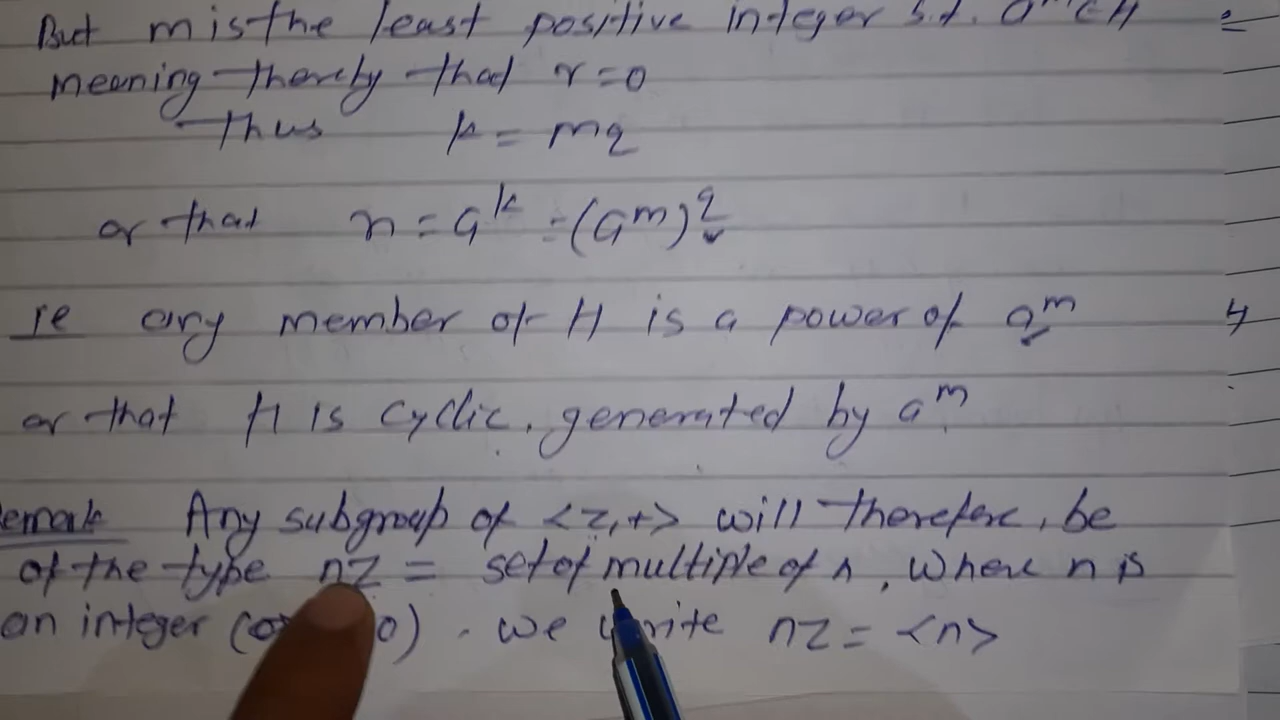 But m is the least positive integer s.t. a^m ∈ H
meaning thereby that r = 0
Thus k = mq
or that x = a^k = (a^m)^q
ie any member of H is a power of a^m
or that H is cyclic, generated by a^m
emark Any subgroup of <Z,+> will therefore, be
of the type nZ = set of multiple of n, where n is
an integer ( 0). we write nZ = <n>